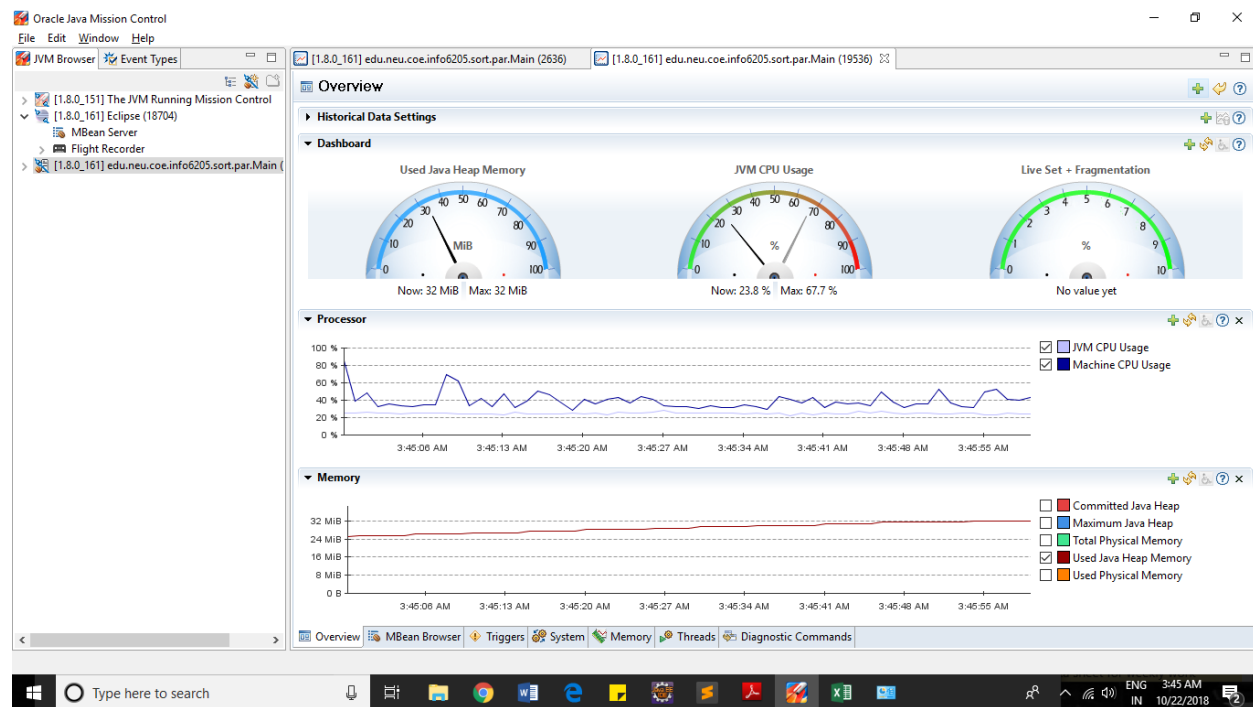 Oracle Java Mission Control
File Edit Window Help
JVM Browser Event Types
[1.8.0_151] The JVM Running Mission Control
[1.8.0_161] Eclipse (18704)
MBean Server
Flight Recorder
[1.8.0_161] edu.neu.coe.info6205.sort.par.Main (
[1.8.0_161] edu.neu.coe.info6205.sort.par.Main (2636) [1.8.0_161] edu.neu.coe.info6205.sort.par.Main (19536)
Overview
Historical Data Settings
Dashboard
Used Java Heap Memory
0 10 20 30 40 50 60 70 80 90 100
MiB
Now: 32 MiB Max: 32 MiB
JVM CPU Usage
0 10 20 30 40 50 60 70 80 90 100
%
Now: 23.8 % Max: 67.7 %
Live Set + Fragmentation
0 1 2 3 4 5 6 7 8 9 10
%
No value yet
Processor
100 %
80 %
60 %
40 %
20 %
0 %
3:45:06 AM 3:45:13 AM 3:45:20 AM 3:45:27 AM 3:45:34 AM 3:45:41 AM 3:45:48 AM 3:45:55 AM
JVM CPU Usage
Machine CPU Usage
Memory
32 MiB
24 MiB
16 MiB
8 MiB
0 B
3:45:06 AM 3:45:13 AM 3:45:20 AM 3:45:27 AM 3:45:34 AM 3:45:41 AM 3:45:48 AM 3:45:55 AM
Committed Java Heap
Maximum Java Heap
Total Physical Memory
Used Java Heap Memory
Used Physical Memory
Overview MBean Browser Triggers System Memory Threads Diagnostic Commands
Type here to search
ENG 3:45 AM
IN 10/22/2018
2